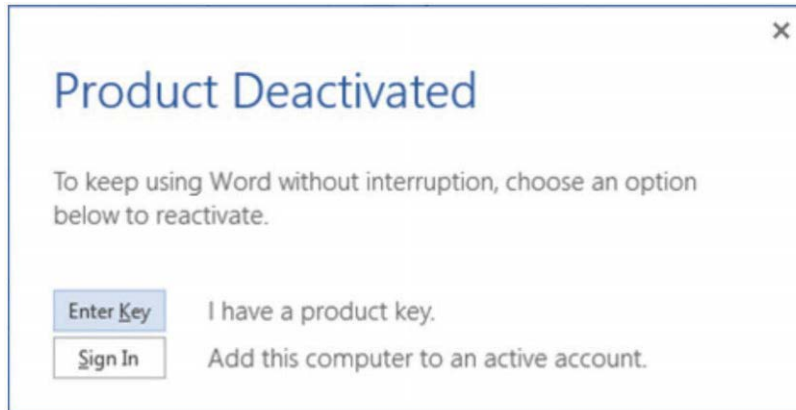 Product Deactivated
To keep using Word without interruption, choose an option
below to reactivate.
Enter Key I have a product key.
Sign In Add this computer to an active account.